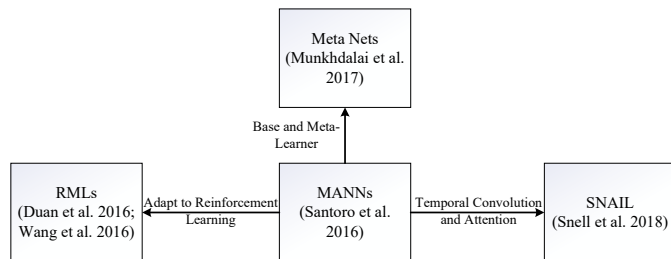 Meta Nets
(Munkhdalai et al.
2017)
Base and Meta-
Learner
RMLs
(Duan et al. 2016;
Wang et al. 2016)
Adapt to Reinforcement
Learning
MANNs
(Santoro et al.
2016)
Temporal Convolution
and Attention
SNAIL
(Snell et al. 2018)